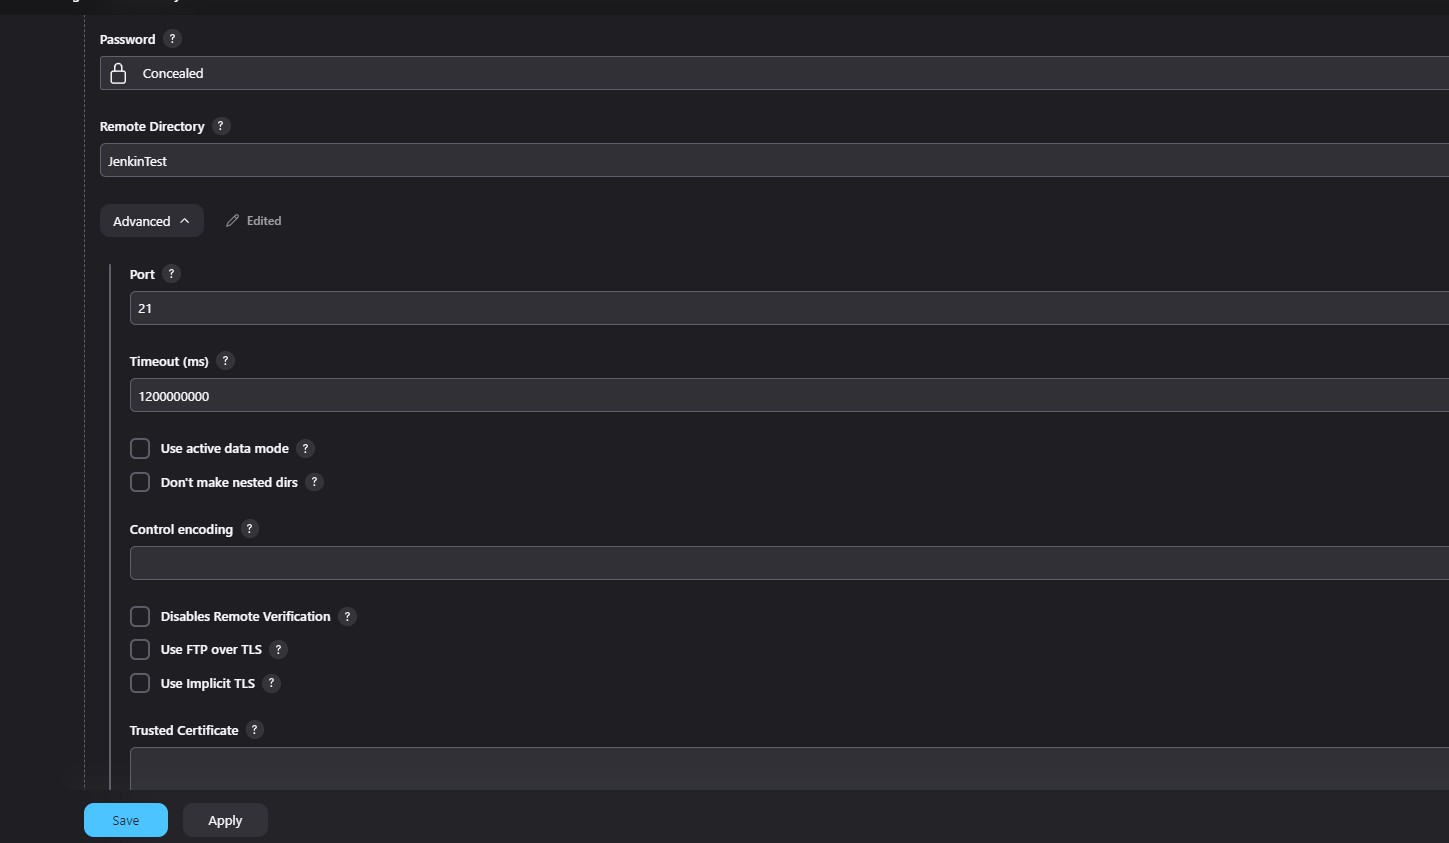 Password ?
Concealed
Remote Directory ?
JenkinTest
Advanced Edited
Port ?
21
Timeout (ms) ?
1200000000
Use active data mode ?
Don't make nested dirs ?
Control encoding ?
Disables Remote Verification ?
Use FTP over TLS ?
Use Implicit TLS ?
Trusted Certificate ?
Save Apply